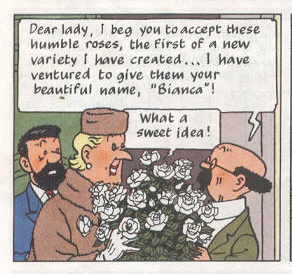 Dear lady, I beg you to accept these
humble roses, the first of a new
variety I have created... I have
ventured to give them your
beautiful name, "Bianca"!
What a
sweet idea!